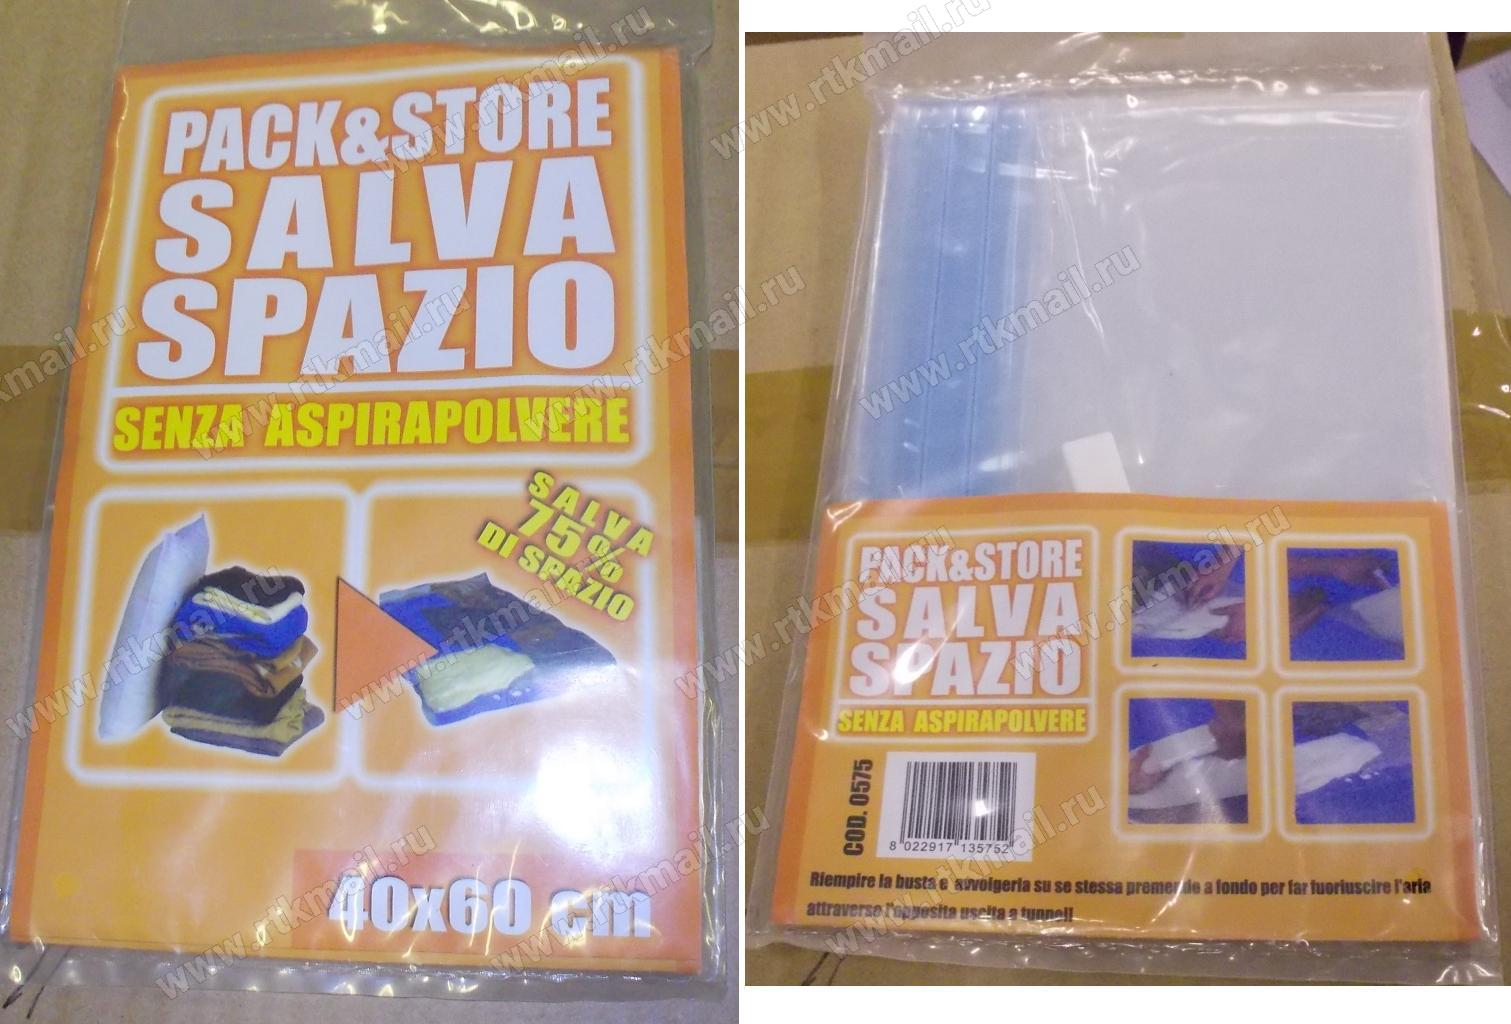 PACK&STORE
SALVA
SPAZIO
SENZA ASPIRAPOLVERE
SALVA
75%
DI SPAZIO
40x60 cm
PACK&STORE
SALVA
SPAZIO
SENZA ASPIRAPOLVERE
COD. 0575
8 022917 135752
Riempire la busta e avvolgerla su se stessa premendo a fondo per far fuoriuscire l'aria
attraverso l'opposita uscita a tunnel!
www.rtkmail.ru